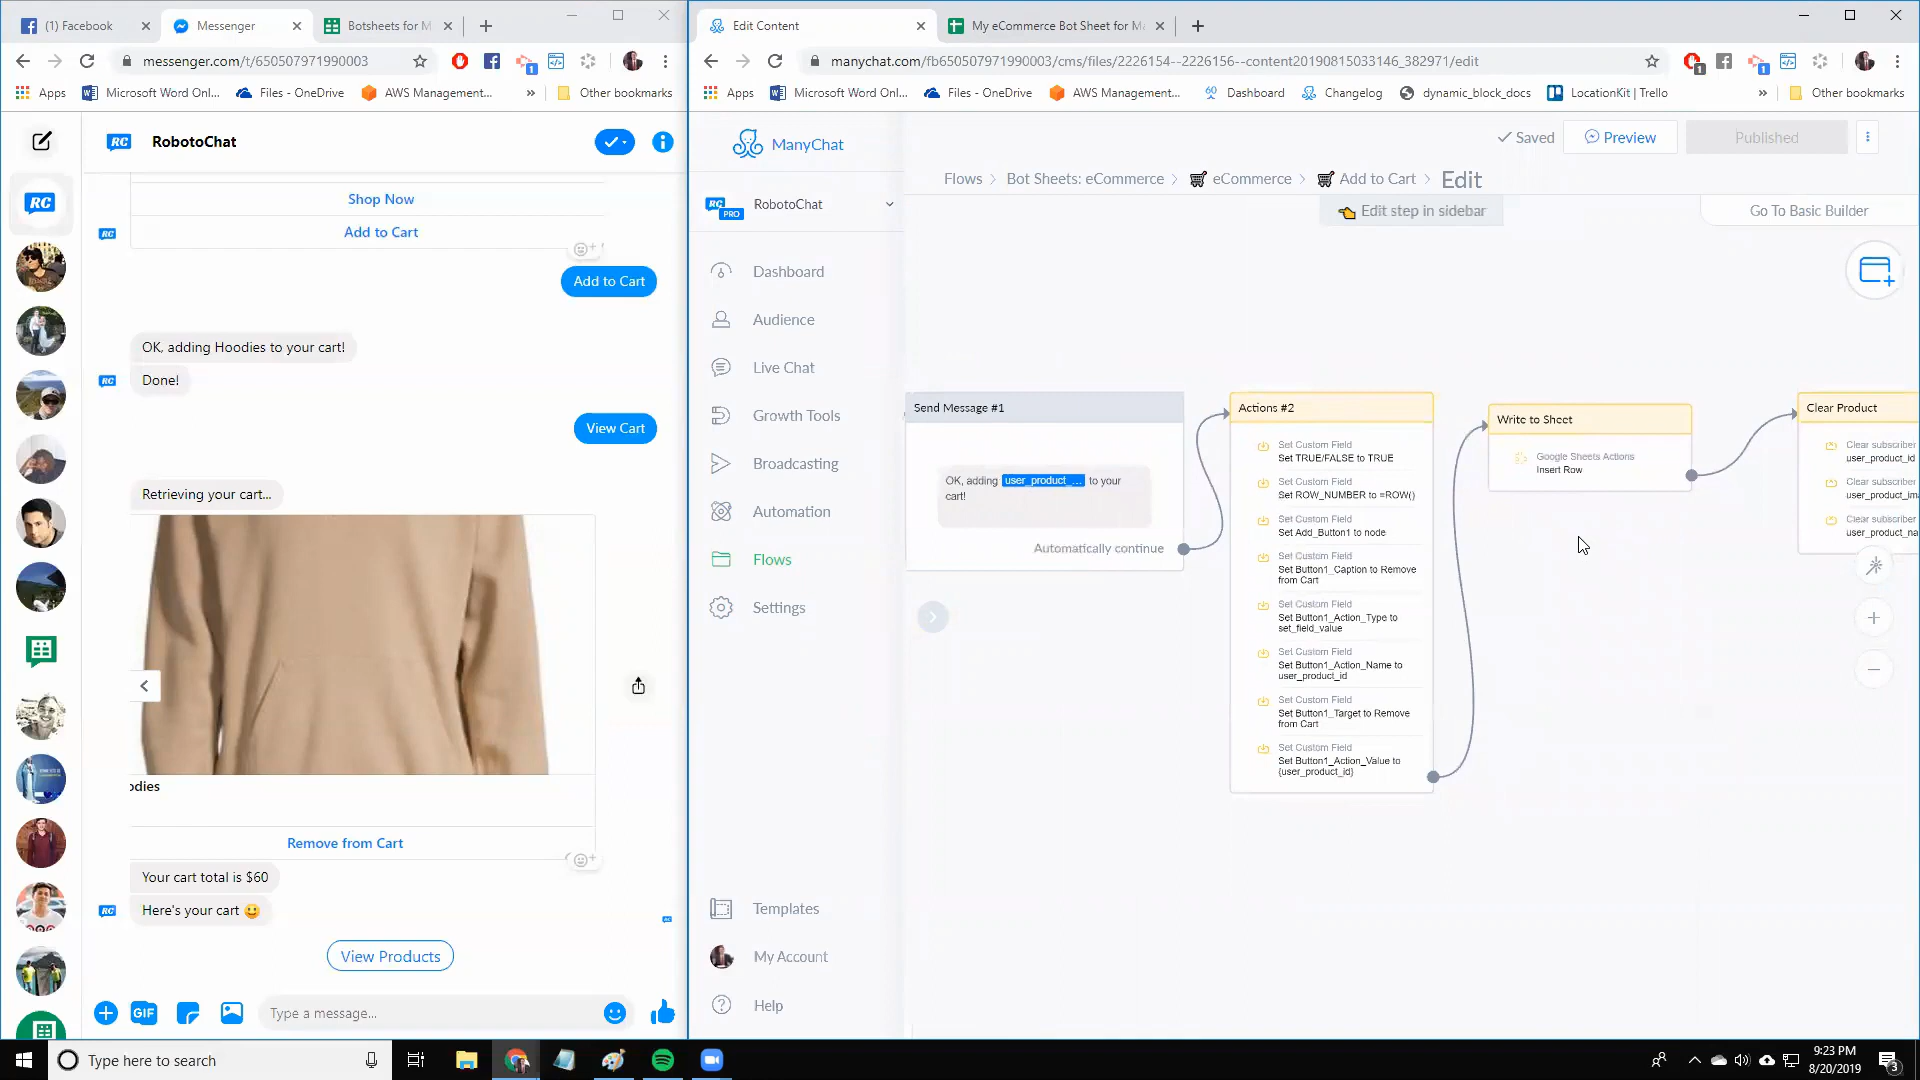 (1) Facebook
Messenger
Botsheets for M
messenger.com/t/650507971990003
Apps
Microsoft Word Onl...
Files - OneDrive
AWS Management...
»
Other bookmarks
RC
RobotoChat
Shop Now
Add to Cart
Add to Cart
OK, adding Hoodies to your cart!
Done!
View Cart
Retrieving your cart...
odies
Remove from Cart
Your cart total is $60
Here's your cart
View Products
GIF
Type a message...
Edit Content
My eCommerce Bot Sheet for Ma
manychat.com/fb650507971990003/cms/files/2226154--2226156--content20190815033146_382971/edit
Apps
Microsoft Word Onl...
Files - OneDrive
AWS Management...
Dashboard
Changelog
dynamic_block_docs
LocationKit | Trello
»
Other bookmarks
ManyChat
Saved
Preview
Published
RC
PRO
RobotoChat
Flows > Bot Sheets: eCommerce > eCommerce > Add to Cart > Edit
Edit step in sidebar
Go To Basic Builder
Dashboard
Audience
Live Chat
Growth Tools
Broadcasting
Automation
Flows
Settings
Templates
My Account
Help
Send Message #1
OK, adding user_product_... to your
cart!
Automatically continue
Actions #2
Set Custom Field
Set TRUE/FALSE to TRUE
Set Custom Field
Set ROW_NUMBER to =ROW()
Set Custom Field
Set Add_Button1 to node
Set Custom Field
Set Button1_Caption to Remove
from Cart
Set Custom Field
Set Button1_Action_Type to
set_field_value
Set Custom Field
Set Button1_Action_Name to
user_product_id
Set Custom Field
Set Button1_Target to Remove
from Cart
Set Custom Field
Set Button1_Action_Value to
{user_product_id}
Write to Sheet
Google Sheets Actions
Insert Row
Clear Product
Clear subscriber
user_product_id
Clear subscriber
user_product_im
Clear subscriber
user_product_na
Type here to search
9:23 PM
8/20/2019
3